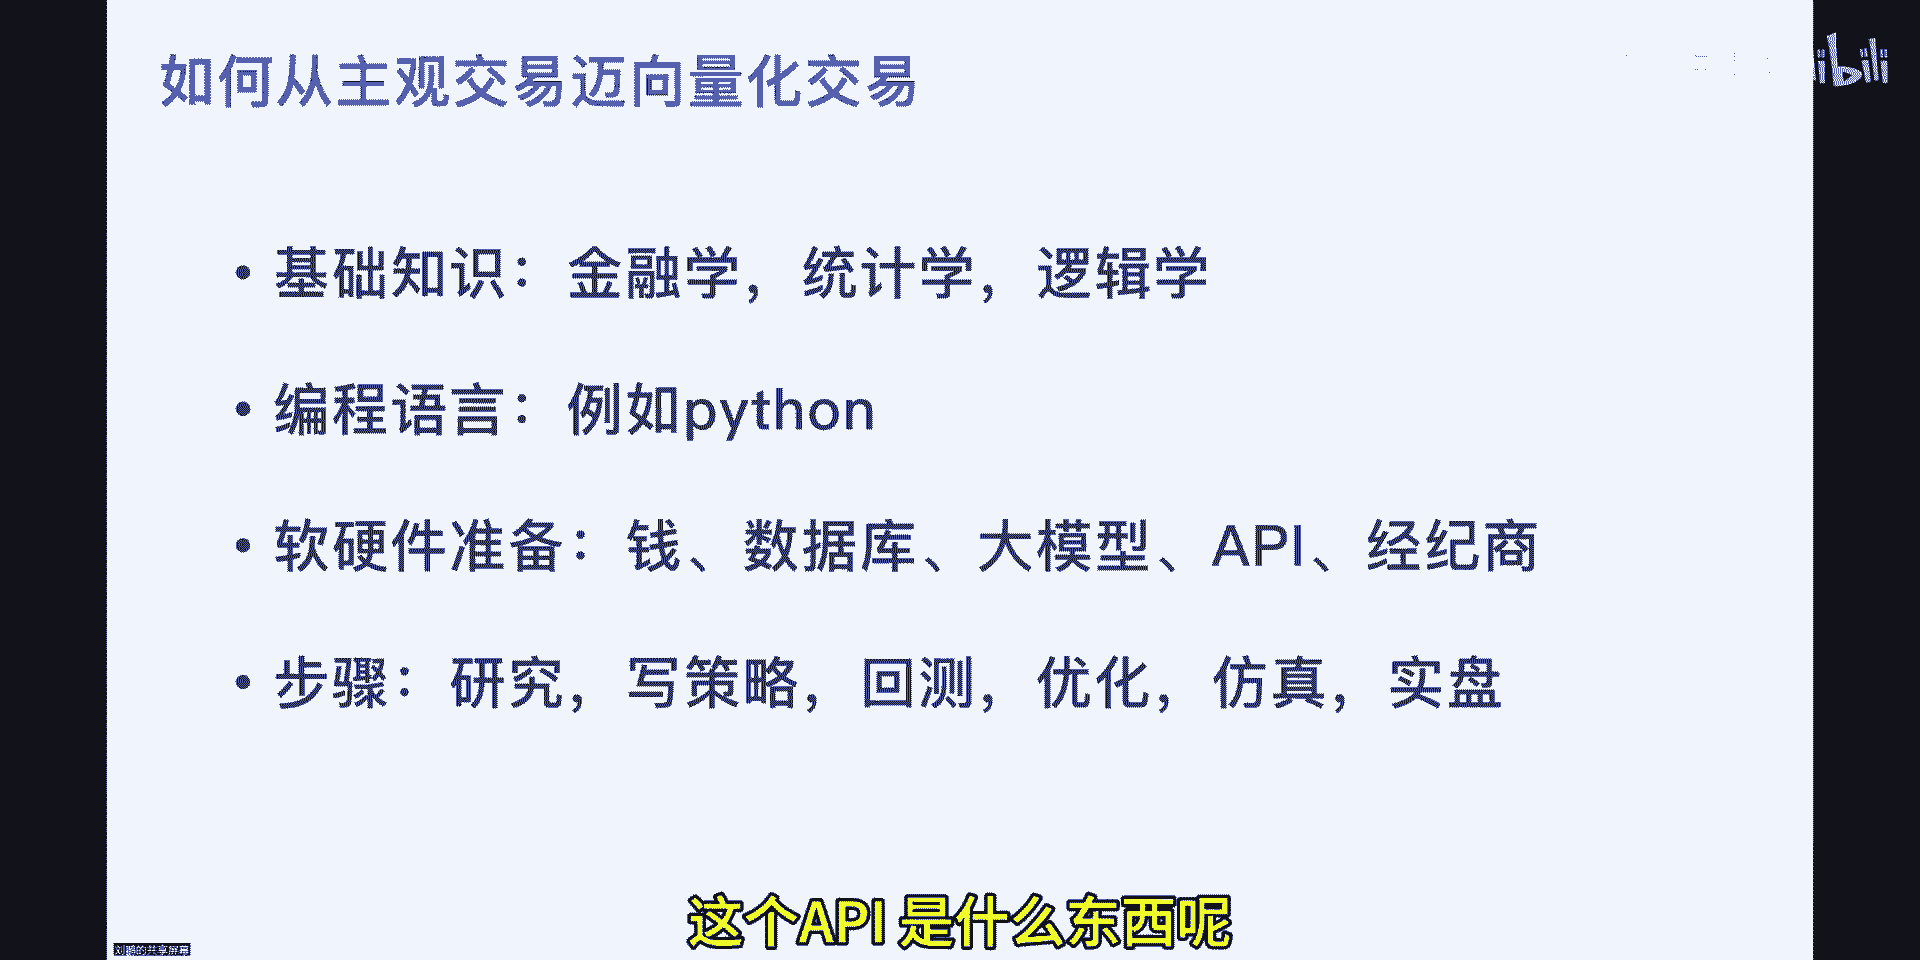 如何从主观交易迈向量化交易
ibili
• 基础知识：金融学，统计学，逻辑学
• 编程语言：例如python
• 软硬件准备：钱、数据库、大模型、API、经纪商
• 步骤：研究，写策略，回测，优化，仿真，实盘
这个API 是什么东西呢
的共享屏幕